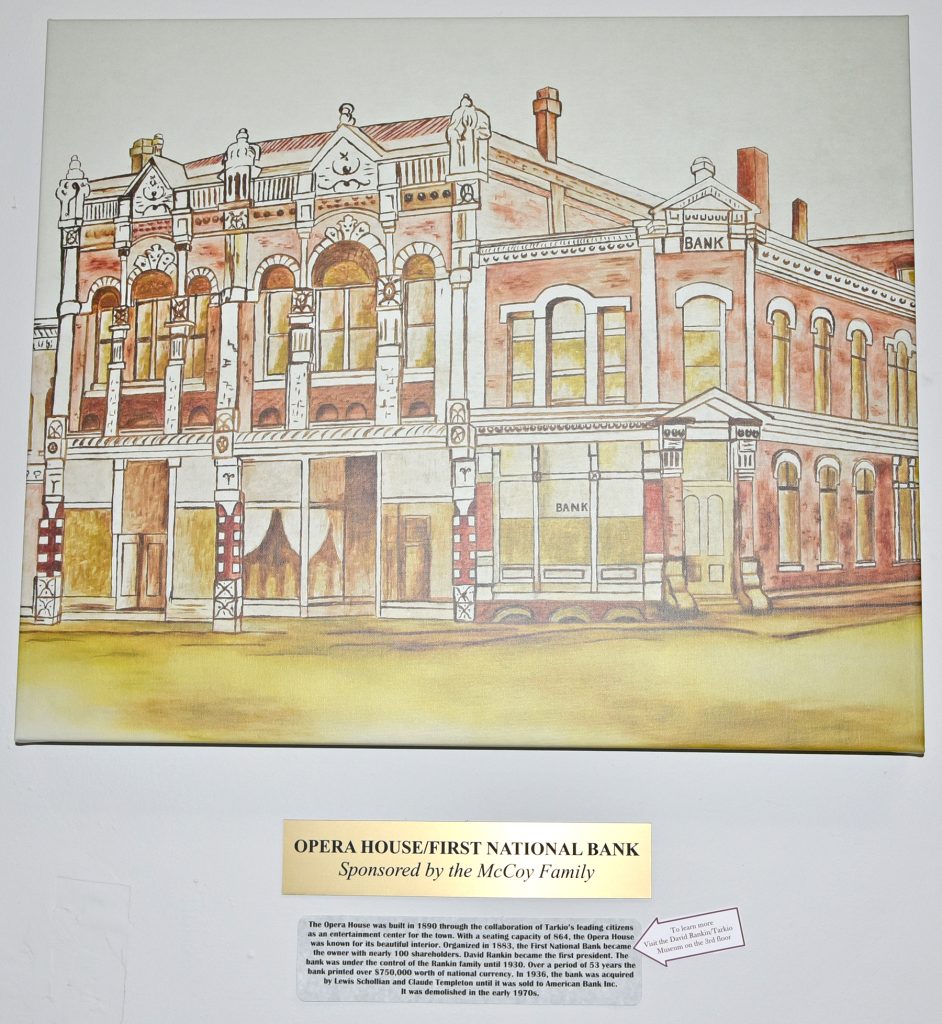 BANK
BANK
OPERA HOUSE/FIRST NATIONAL BANK
Sponsored by the McCoy Family
The Opera House was built in 1890 through the collaboration of Tarkio's leading citizens
as an entertainment center for the town. With a seating capacity of 864, the Opera House
was known for its beautiful interior. Organized in 1883, the First National Bank became
the owner with nearly 100 shareholders. David Rankin became the first president. The
bank was under the control of the Rankin family until 1930. Over a period of 53 years the
bank printed over $750,000 worth of national currency. In 1936, the bank was acquired
by Lewis Schollian and Claude Templeton until it was sold to American Bank Inc.
It was demolished in the early 1970s.
To learn more
Visit the David Rankin/Tarkio
Museum on the 3rd floor